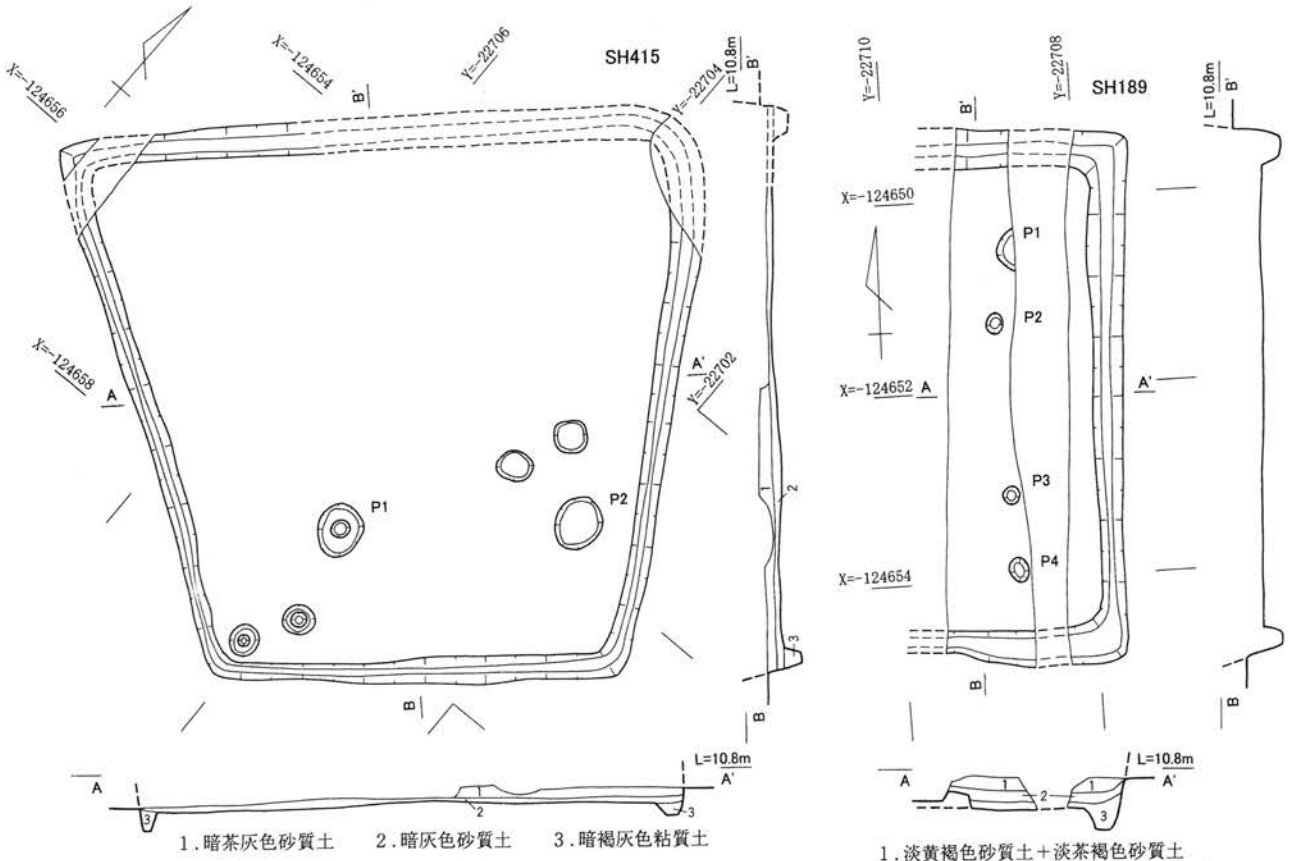 SH415
X=-124656
X=-124654
Y=-22706
Y=-22704
B'
X=-124658
A
A'
Y=-22702
P1
P2
B
L=10.8m
B'
1
2
3
B
A
L=10.8m
A'
3
1
2
3
1.暗茶灰色砂質土 2.暗灰色砂質土 3.暗褐灰色粘質土
Y=-22710
Y=-22708
SH189
B'
X=-124650
P1
P2
X=-124652
A
A'
P3
P4
X=-124654
B
L=10.8m
B'
B
A
L=10.8m
A'
1
1
2
3
1.淡黄褐色砂質土+淡茶褐色砂質土